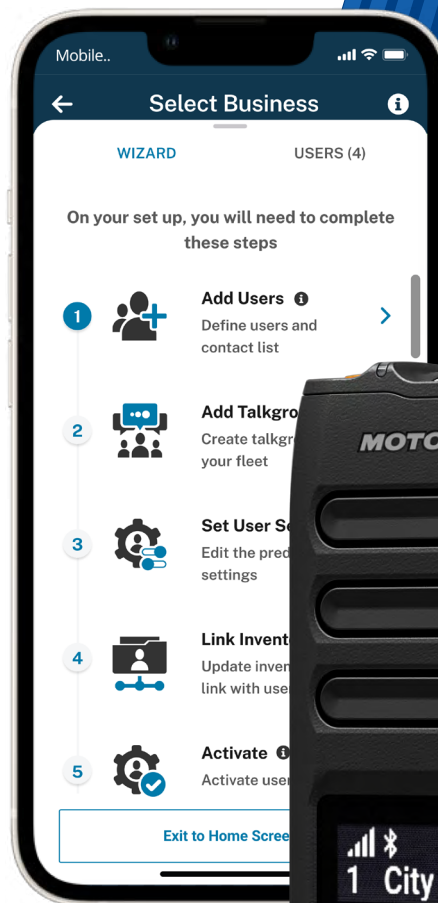 Mobile..
Select Business
WIZARD
USERS (4)
On your set up, you will need to complete
these steps
1
Add Users
Define users and
contact list
2
Add Talkgro
Create talkgr
your fleet
3
Set User Se
Edit the pred
settings
4
Link Invent
Update inven
link with use
5
Activate
Activate use
Exit to Home Scree
MOTO
1 City